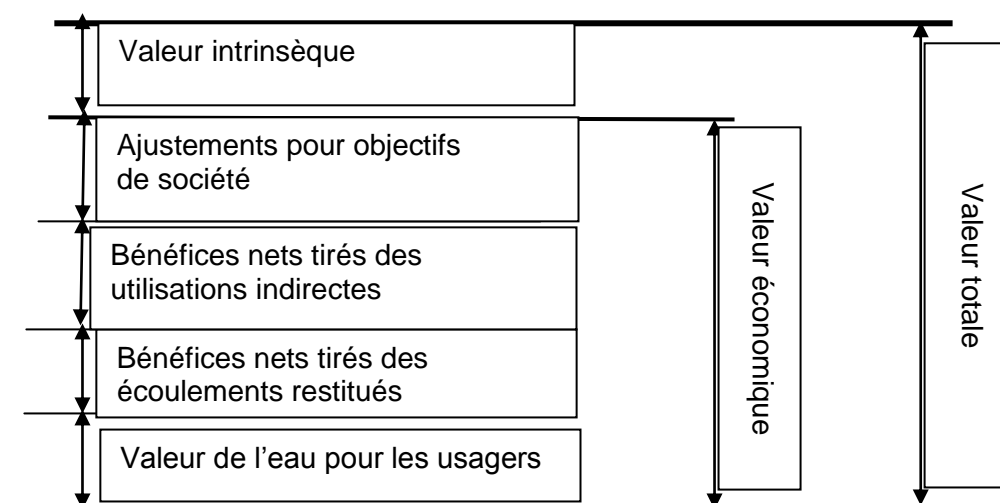 Valeur intrinsèque
Ajustements pour objectifs
de société
Bénéfices nets tirés des
utilisations indirectes
Bénéfices nets tirés des
écoulements restitués
Valeur de l’eau pour les usagers
Valeur économique
Valeur totale